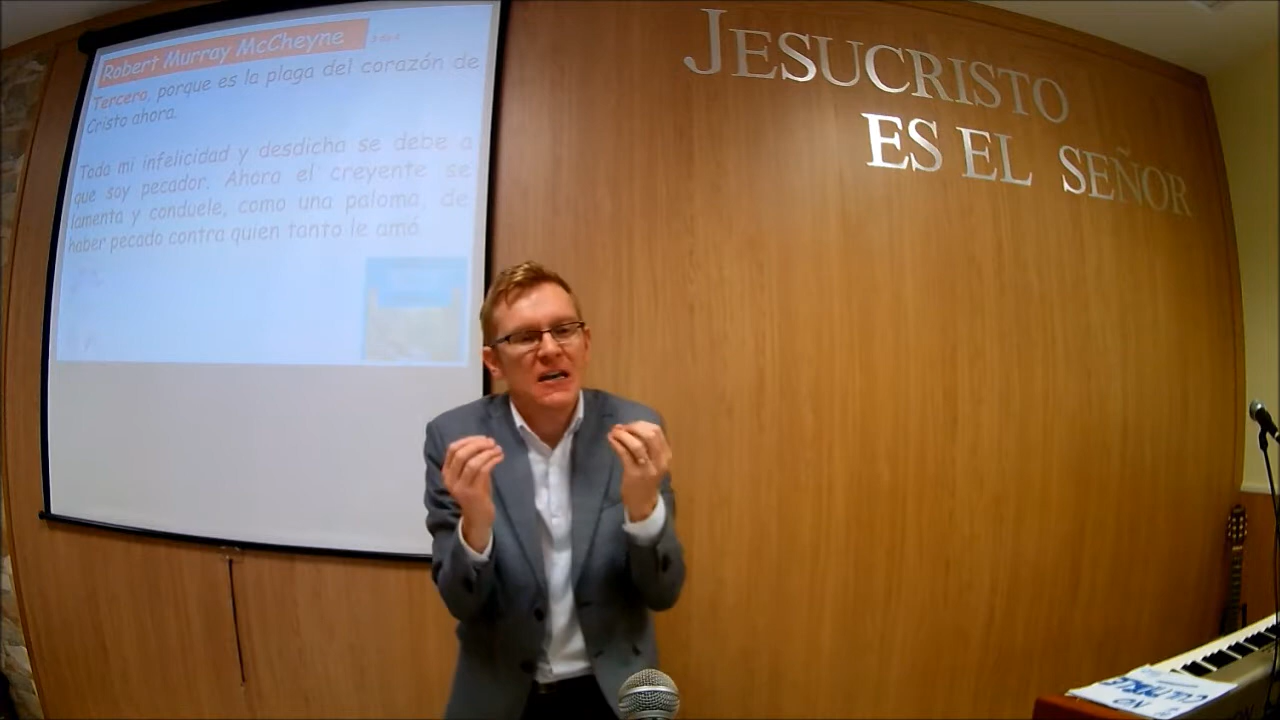 Robert Murray McCheyne
Tercero, porque es la plaga del corazón de
Cristo ahora.
Toda mi infelicidad y desdicha se debe a
que soy pecador. Ahora el creyente se
lamenta y conduele, como una paloma, de
haber pecado contra quien tanto le amó
JESUCRISTO
ES EL SEÑOR
NO
CULPABLE